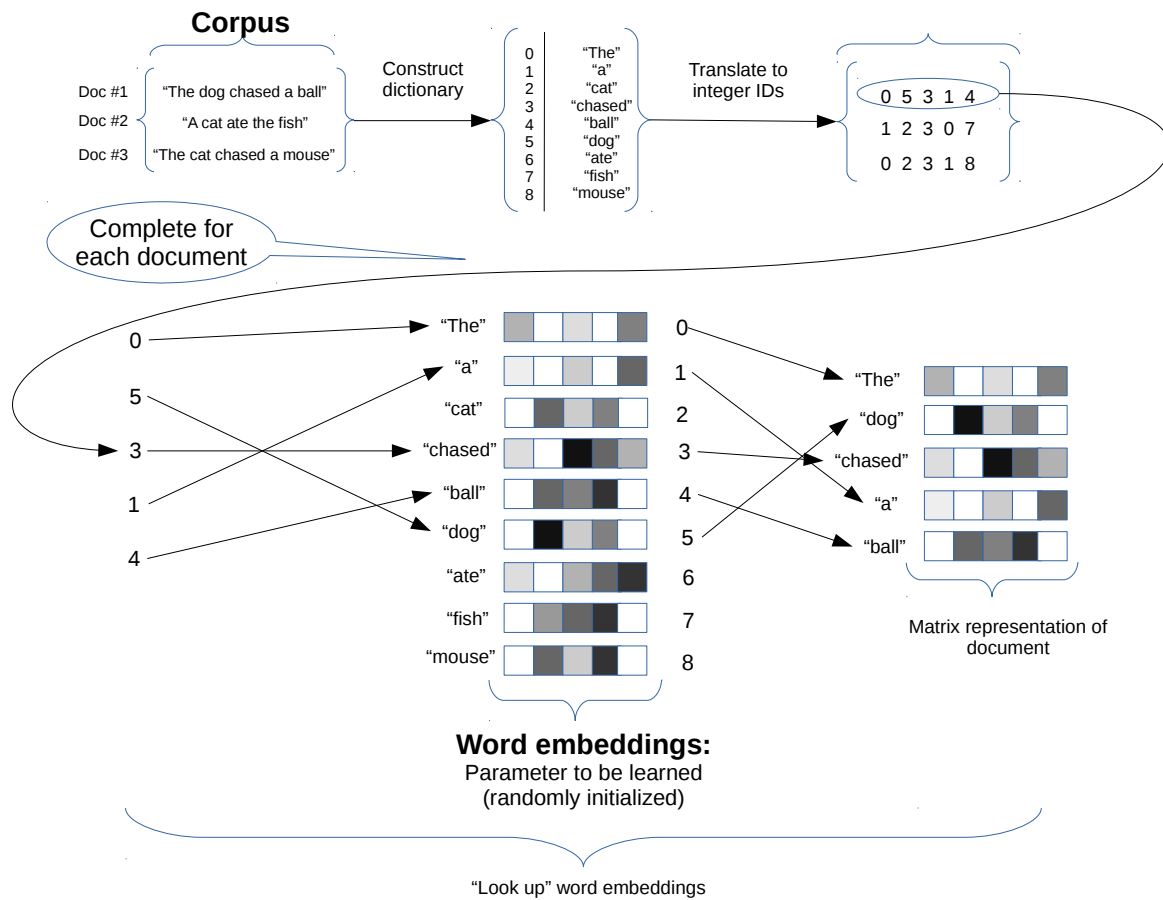 Corpus
Doc #1 “The dog chased a ball”
Doc #2 “A cat ate the fish”
Doc #3 “The cat chased a mouse”
Construct
dictionary
0 “The”
1 “a”
2 “cat”
3 “chased”
4 “ball”
5 “dog”
6 “ate”
7 “fish”
8 “mouse”
Translate to
integer IDs
0 5 3 1 4
1 2 3 0 7
0 2 3 1 8
Complete for
each document
0
5
3
1
4
“The” 0
“a” 1
“cat” 2
“chased” 3
“ball” 4
“dog” 5
“ate” 6
“fish” 7
“mouse” 8
“The”
“dog”
“chased”
“a”
“ball”
Matrix representation of
document
Word embeddings:
Parameter to be learned
(randomly initialized)
“Look up” word embeddings